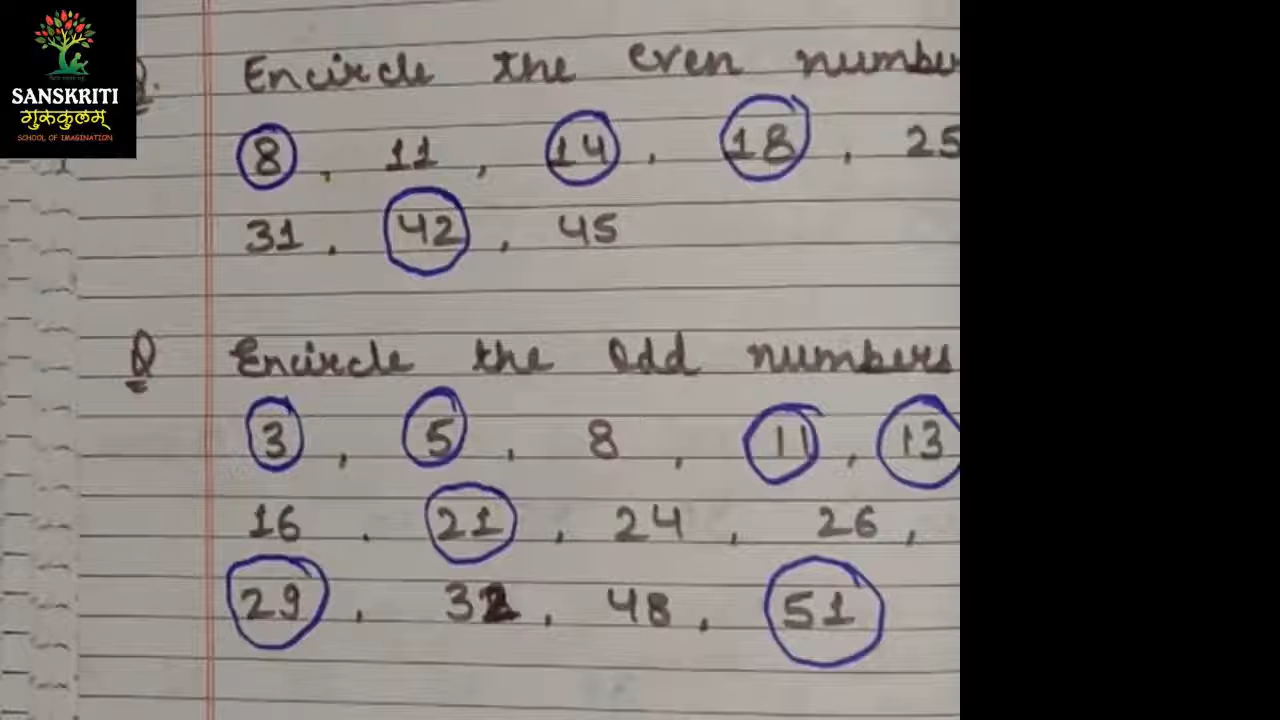 SANSKRITI
गुरुकुलम्
SCHOOL OF IMAGINATION
Q. Encircle the even number
8, 11, 14, 18, 25
31, 42, 45
Q Encircle the Odd numbers
3, 5, 8, 11, 13
16, 21, 24, 26,
29, 32, 48, 51